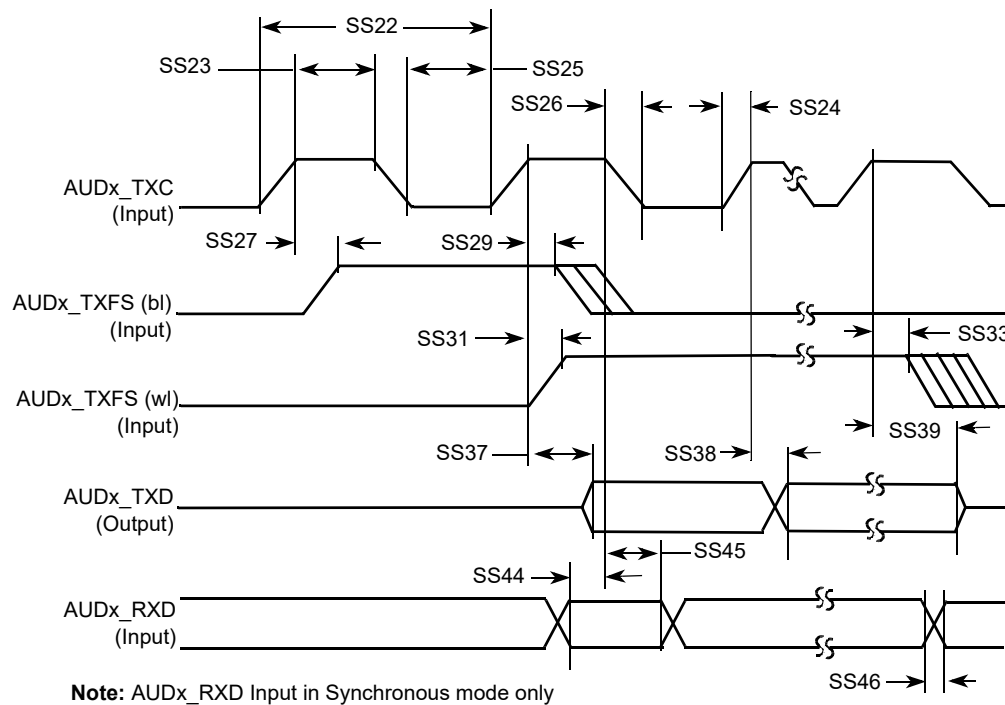 SS22
SS23
SS25
SS26
SS24
AUDx_TXC
(Input)
SS27
SS29
AUDx_TXFS (bl)
(Input)
SS31
SS33
AUDx_TXFS (wl)
(Input)
SS39
SS37
SS38
AUDx_TXD
(Output)
SS45
SS44
AUDx_RXD
(Input)
SS46
Note: AUDx_RXD Input in Synchronous mode only